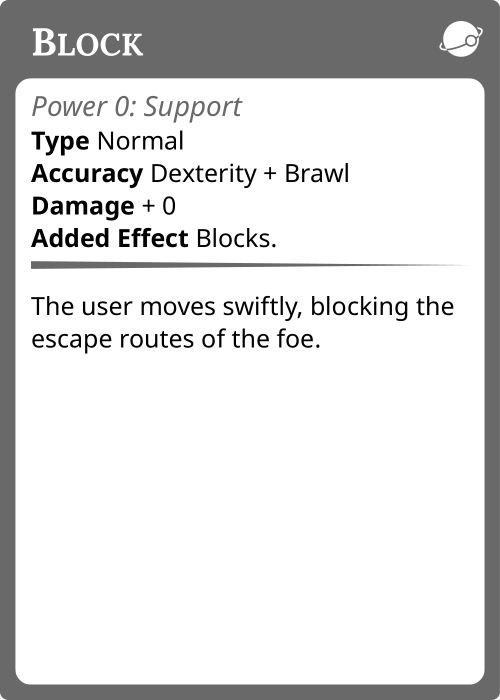 Block
Power 0: Support
Type Normal
Accuracy Dexterity + Brawl
Damage + 0
Added Effect Blocks.
The user moves swiftly, blocking the
escape routes of the foe.